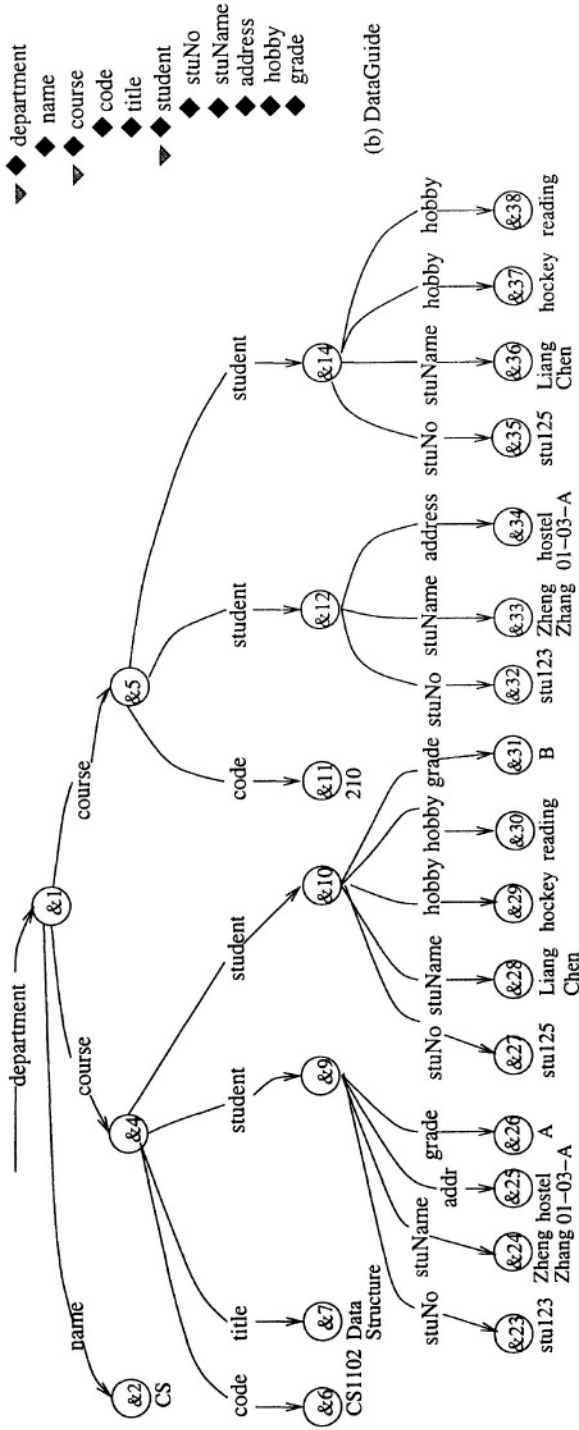 department
&1
name
course
course
&2
CS
&4
&5
code
title
student
student
code
student
student
&6
CS1102
&7
Data
Structure
&9
&10
&11
210
&12
&14
stuNo
stuName
addr
grade
stuNo
stuName
hobby
hobby
grade
stuNo
stuName
address
stuNo
stuName
hobby
hobby
&23
stu123
&24
Zheng
Zhang
&25
hostel
01-03-A
&26
A
&27
stu125
&28
Liang
Chen
&29
hockey
&30
reading
&31
B
&32
stu123
&33
Zheng
Zhang
&34
hostel
01-03-A
&35
stu125
&36
Liang
Chen
&37
hockey
&38
reading
department
name
course
code
title
student
stuNo
stuName
address
hobby
grade
(b) DataGuide